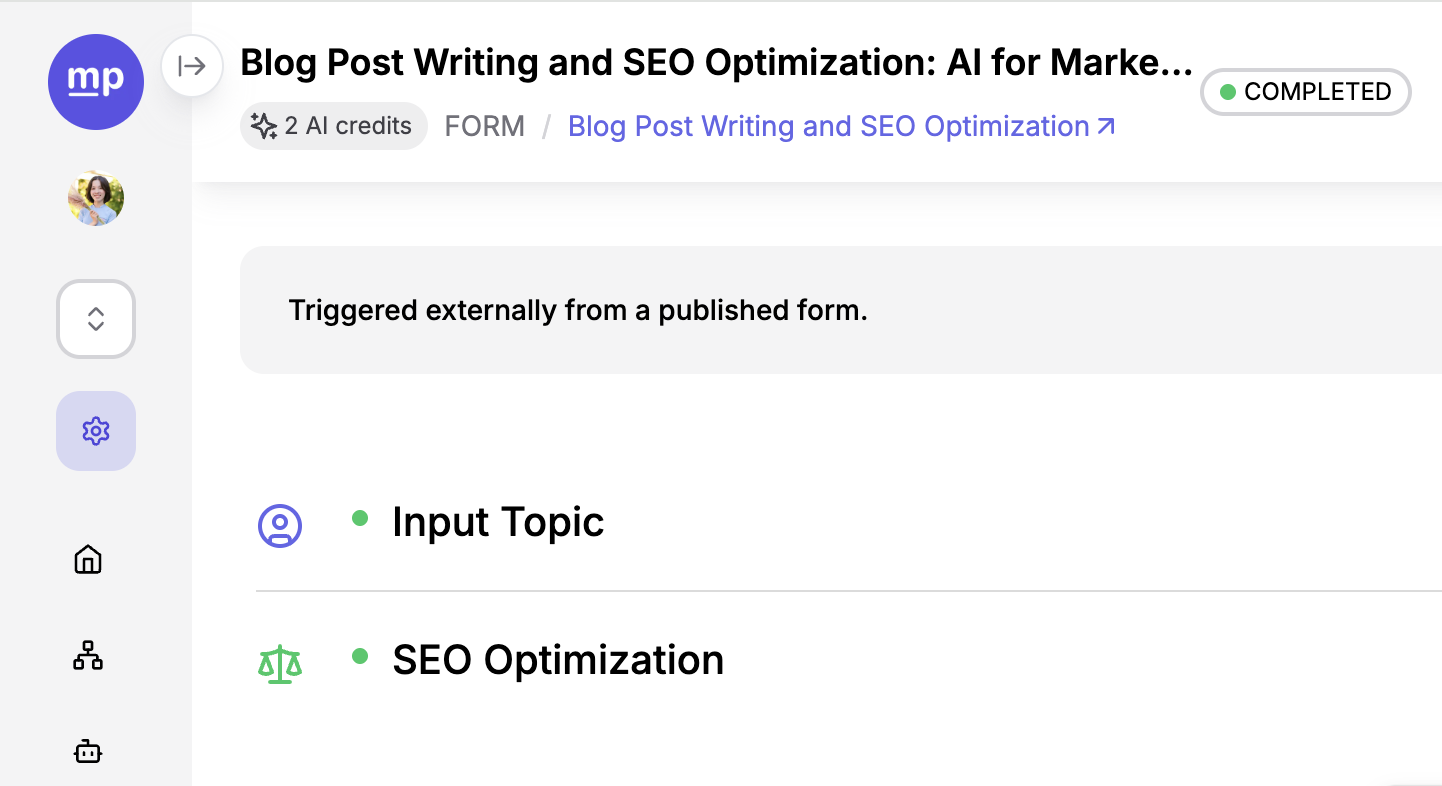 mp
Blog Post Writing and SEO Optimization: AI for Marke...
COMPLETED
2 AI credits FORM / Blog Post Writing and SEO Optimization
Triggered externally from a published form.
Input Topic
SEO Optimization